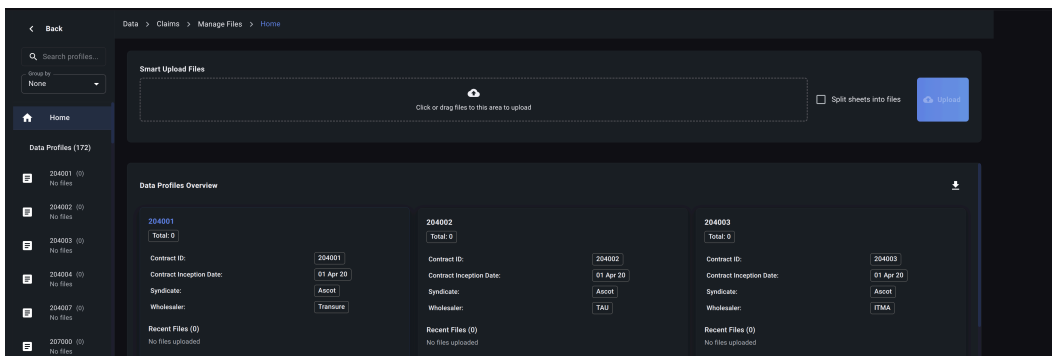 Back
Search profiles...
Group by
None
Home
Data Profiles (172)
204001 (0)
No files
204002 (0)
No files
204003 (0)
No files
204004 (0)
No files
204007 (0)
No files
207000 (0)
No files
Data > Claims > Manage Files > Home
Smart Upload Files
Click or drag files to this area to upload
Split sheets into files
Upload
Data Profiles Overview
204001
Total: 0
Contract ID: 204001
Contract Inception Date: 01 Apr 20
Syndicate: Ascot
Wholesaler: Transure
Recent Files (0)
No files uploaded
204002
Total: 0
Contract ID: 204002
Contract Inception Date: 01 Apr 20
Syndicate: Ascot
Wholesaler: TAU
Recent Files (0)
No files uploaded
204003
Total: 0
Contract ID: 204003
Contract Inception Date: 01 Apr 20
Syndicate: Ascot
Wholesaler: ITMA
Recent Files (0)
No files uploaded